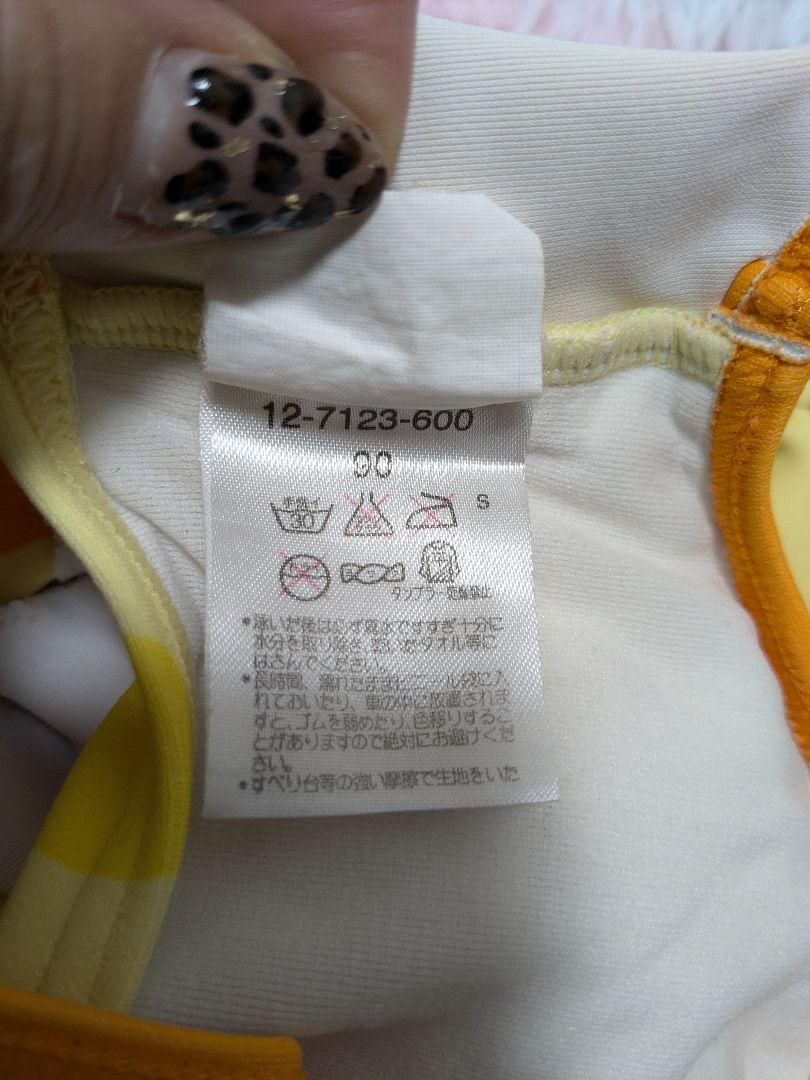 12-7123-600
90
手洗イ
30
S
タンブラー乾燥禁止
•泳いだ後は必ず真水ですすぎ十分に
水分を取り除き、乾いたタオル等に
はさんでください。
•長時間、濡れたままビニール袋に入
れておいたり、車の中に放置されま
すと、ゴムを弱めたり、色移りするこ
とがありますので絶対にお避けくだ
さい。
•すべり台等の強い摩擦で生地をいた